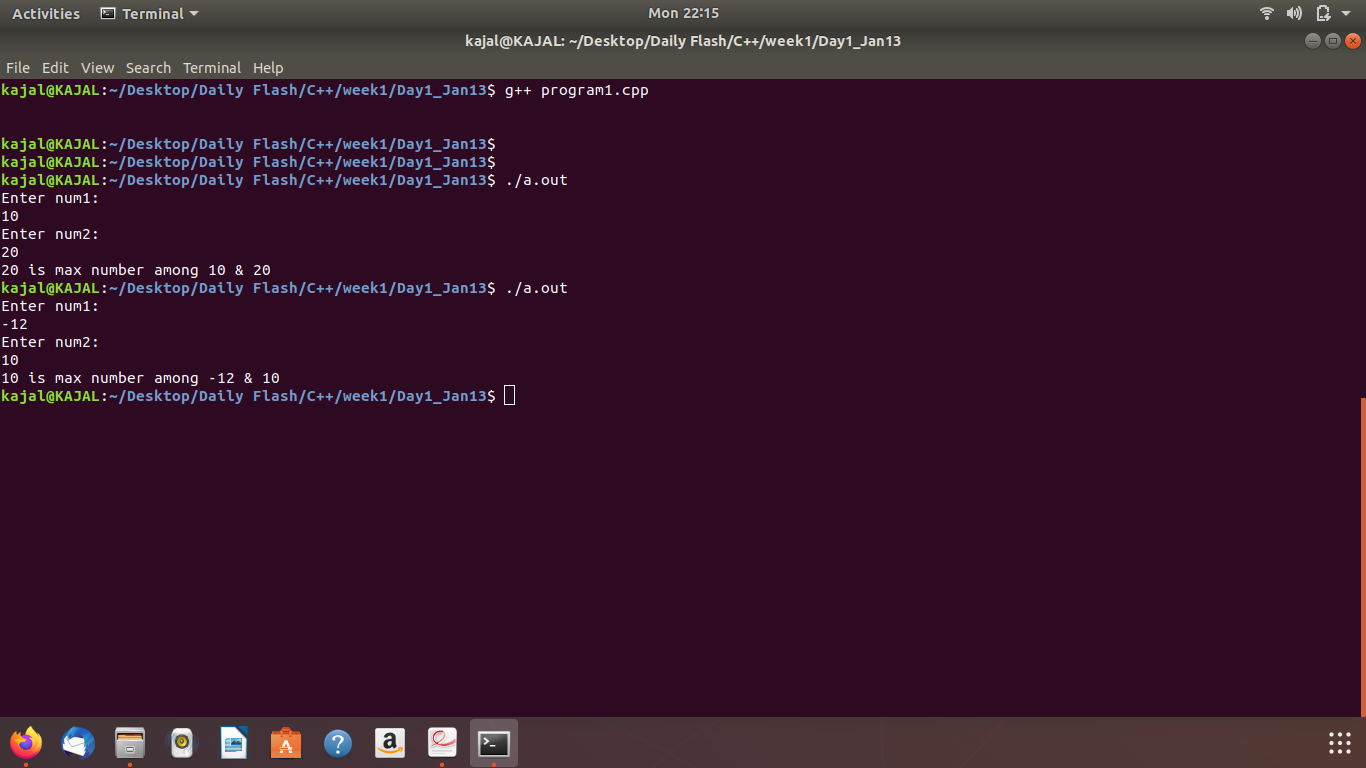 Activities Terminal Mon 22:15
kajal@KAJAL: ~/Desktop/Daily Flash/C++/week1/Day1_Jan13
File Edit View Search Terminal Help
kajal@KAJAL:~/Desktop/Daily Flash/C++/week1/Day1_Jan13$ g++ program1.cpp
kajal@KAJAL:~/Desktop/Daily Flash/C++/week1/Day1_Jan13$
kajal@KAJAL:~/Desktop/Daily Flash/C++/week1/Day1_Jan13$
kajal@KAJAL:~/Desktop/Daily Flash/C++/week1/Day1_Jan13$ ./a.out
Enter num1:
10
Enter num2:
20
20 is max number among 10 & 20
kajal@KAJAL:~/Desktop/Daily Flash/C++/week1/Day1_Jan13$ ./a.out
Enter num1:
-12
Enter num2:
10
10 is max number among -12 & 10
kajal@KAJAL:~/Desktop/Daily Flash/C++/week1/Day1_Jan13$